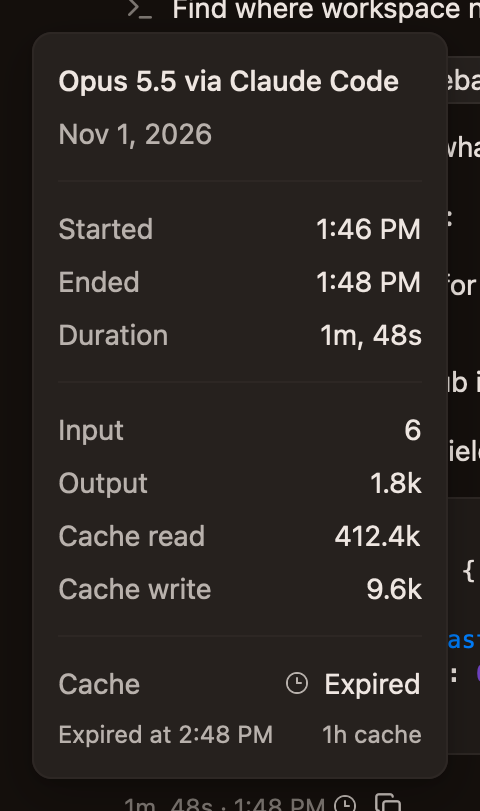 >_ Find where workspace n
Opus 5.5 via Claude Code
Nov 1, 2026
Started 1:46 PM
Ended 1:48 PM
Duration 1m, 48s
Input 6
Output 1.8k
Cache read 412.4k
Cache write 9.6k
Cache Expired
Expired at 2:48 PM 1h cache
{
1m, 48s · 1:48 PM